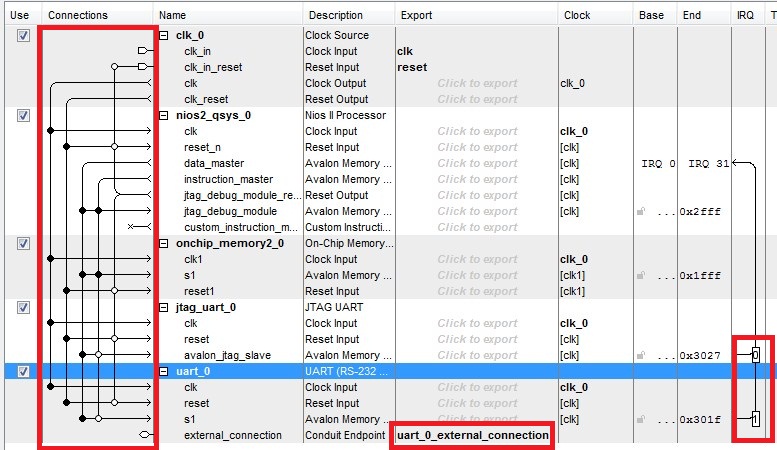 Use Connections Name Description Export Clock Base End IRQ T
clk_0 Clock Source
clk_in Clock Input clk
clk_in_reset Reset Input reset
clk Clock Output Click to export clk_0
clk_reset Reset Output Click to export
nios2_qsys_0 Nios II Processor
clk Clock Input Click to export clk_0
reset_n Reset Input Click to export [clk]
data_master Avalon Memory ... Click to export [clk] IRQ 0 IRQ 31
instruction_master Avalon Memory ... Click to export [clk]
jtag_debug_module_re... Reset Output Click to export [clk]
jtag_debug_module Avalon Memory ... Click to export [clk] ... 0x2fff
custom_instruction_m... Custom Instructi... Click to export
onchip_memory2_0 On-Chip Memory...
clk1 Clock Input Click to export clk_0
s1 Avalon Memory ... Click to export [clk1] ... 0x1fff
reset1 Reset Input Click to export [clk1]
jtag_uart_0 JTAG UART
clk Clock Input Click to export clk_0
reset Reset Input Click to export [clk]
avalon_jtag_slave Avalon Memory ... Click to export [clk] ... 0x3027 0
uart_0 UART (RS-232 ...
clk Clock Input Click to export clk_0
reset Reset Input Click to export [clk]
s1 Avalon Memory ... Click to export [clk] ... 0x301f 1
external_connection Conduit Endpoint uart_0_external_connection